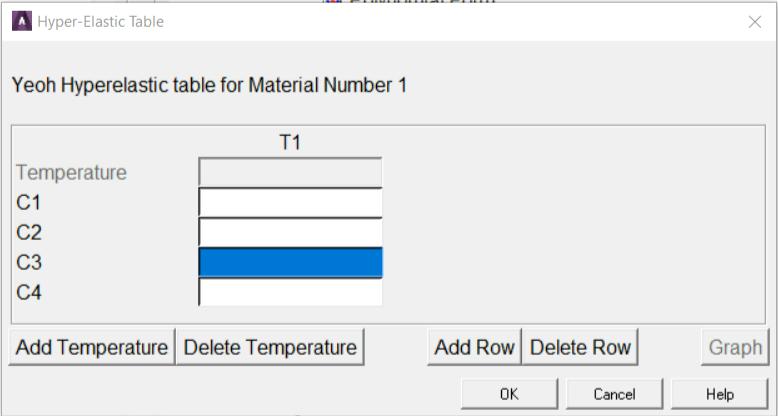 Hyper-Elastic Table
Yeoh Hyperelastic table for Material Number 1
T1
Temperature
C1
C2
C3
C4
Add Temperature Delete Temperature Add Row Delete Row Graph
OK Cancel Help